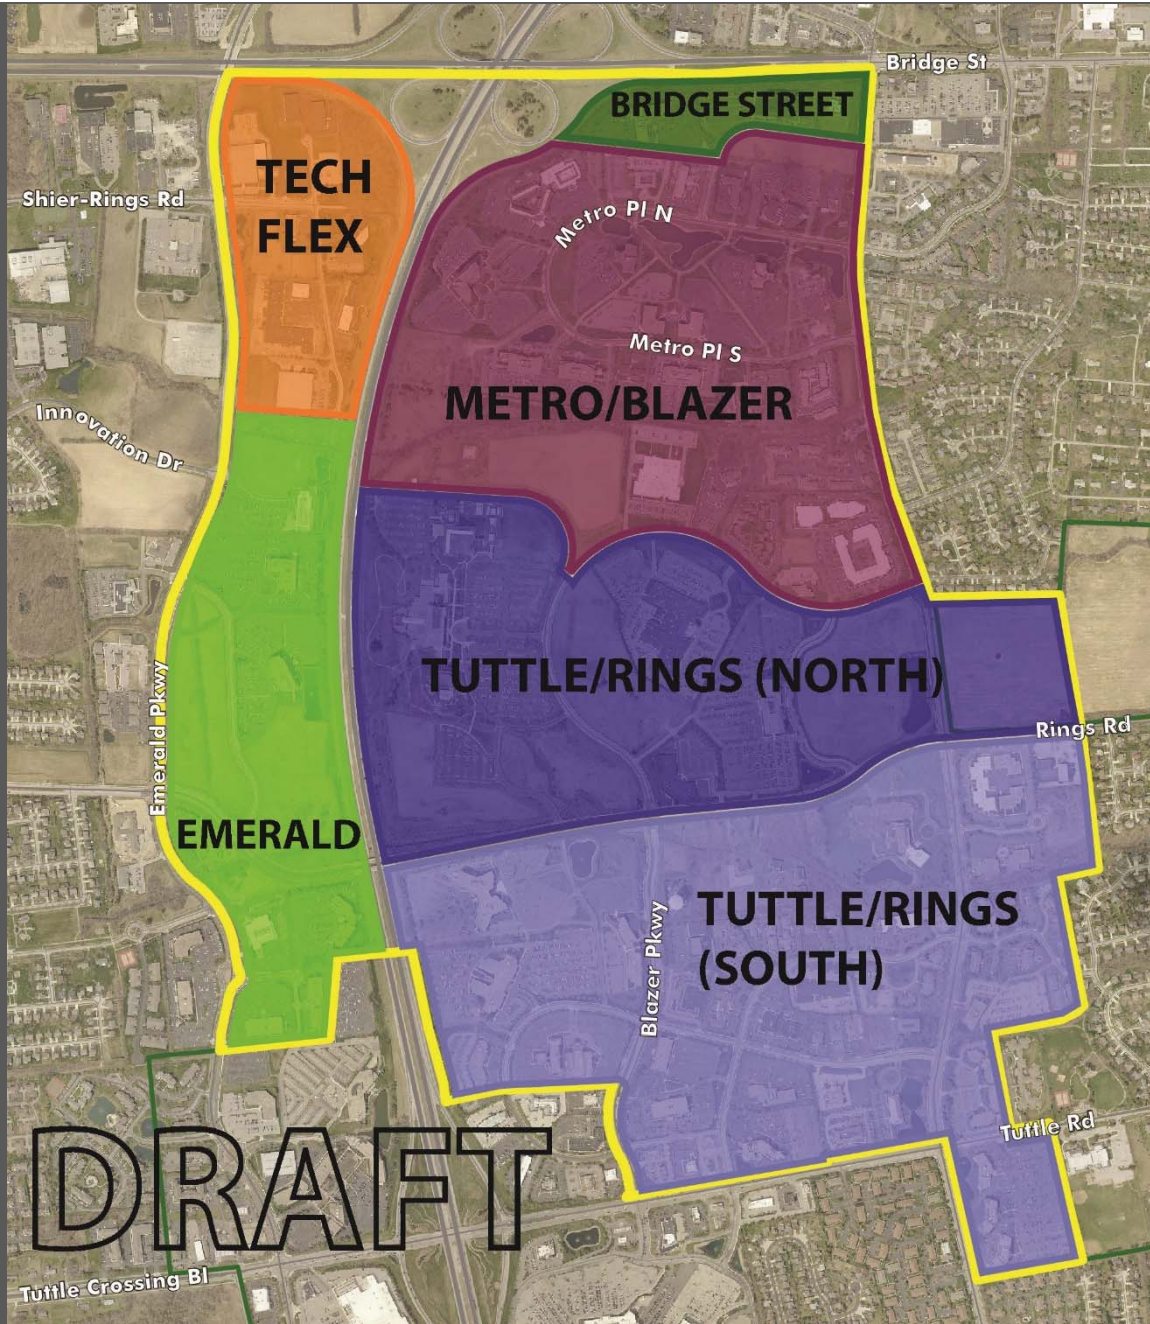 Bridge St
BRIDGE STREET
TECH
FLEX
Shier-Rings Rd
Metro Pl N
Metro Pl S
METRO/BLAZER
Innovation Dr
TUTTLE/RINGS (NORTH)
Rings Rd
Emerald Pkwy
EMERALD
TUTTLE/RINGS
(SOUTH)
Blazer Pkwy
Tuttle Rd
DRAFT
Tuttle Crossing Bl